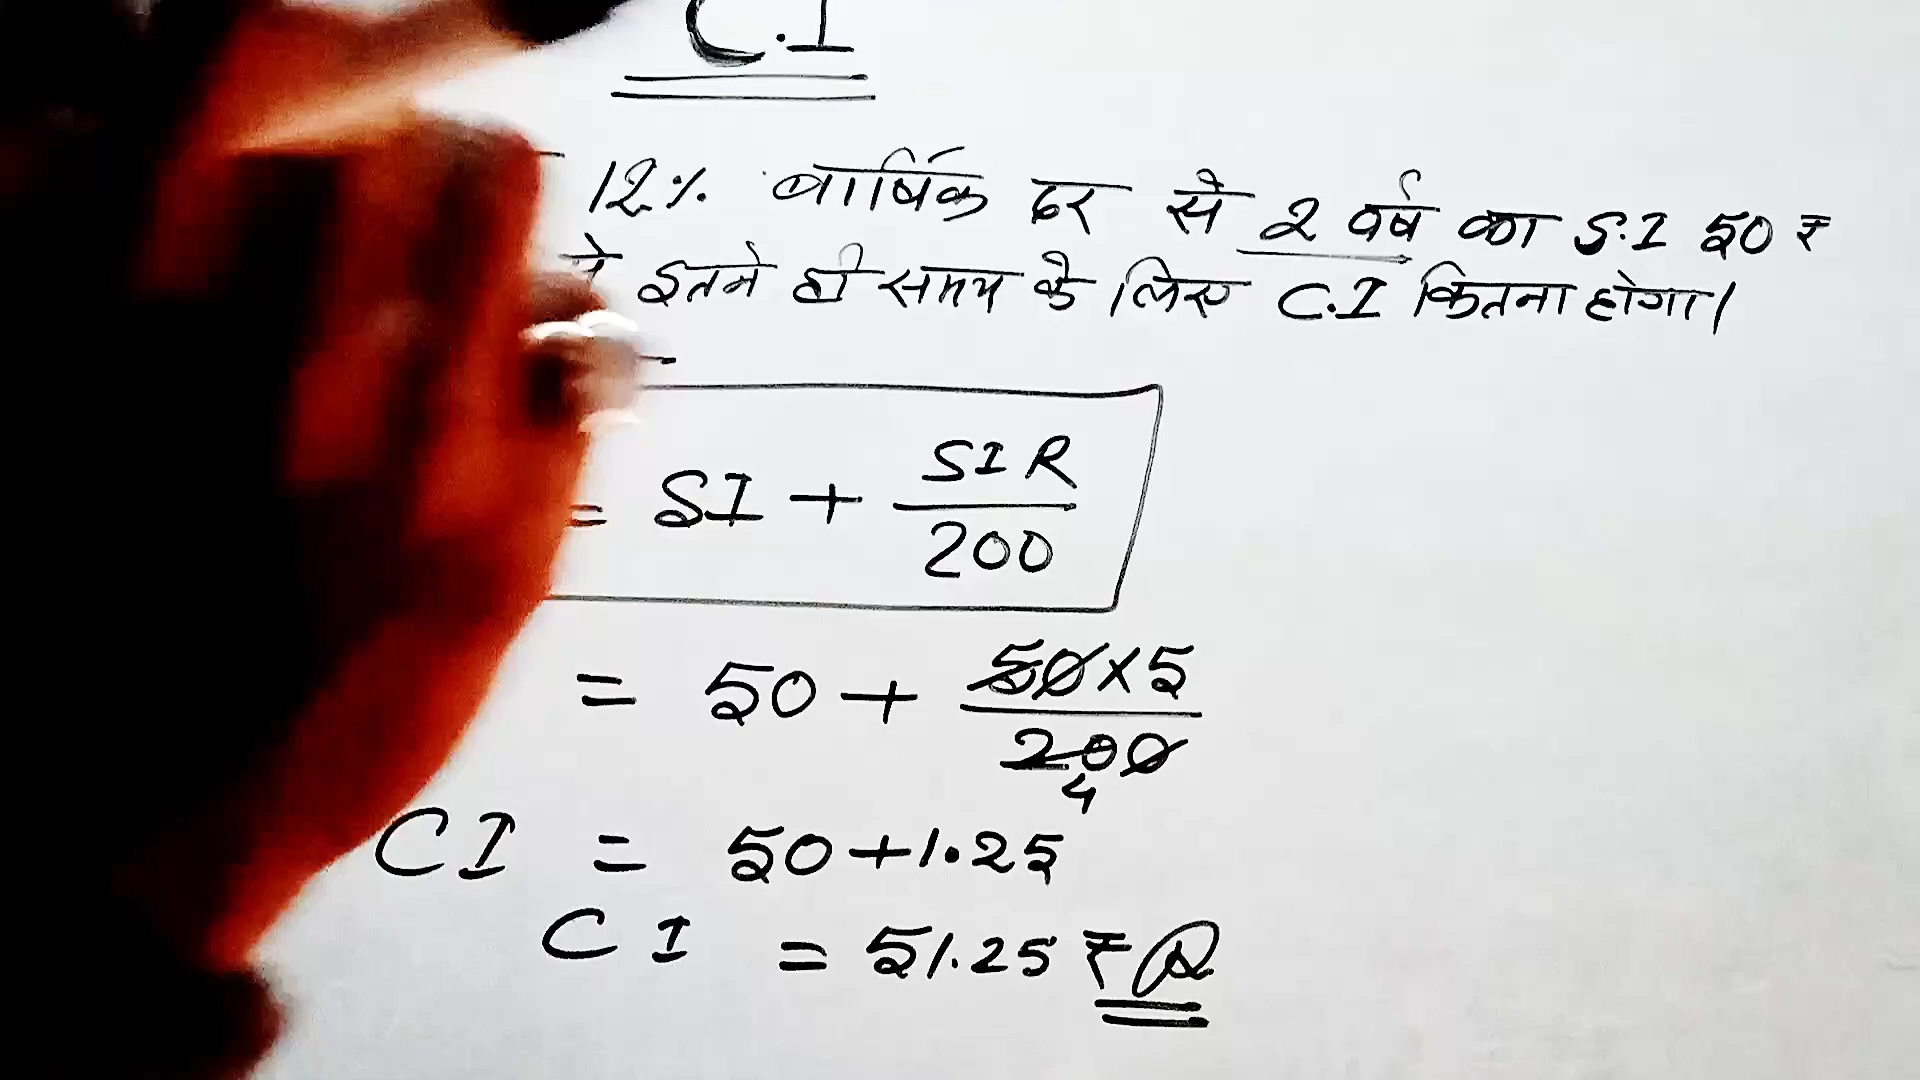 C.I
12% वार्षिक दर से 2 वर्ष का S.I 50 ₹
इतने ही समय के लिए C.I कितना होगा।
= SI + SIR/200
= 50 + 50×5/200 4
CI = 50+1.25
CI = 51.25 ₹